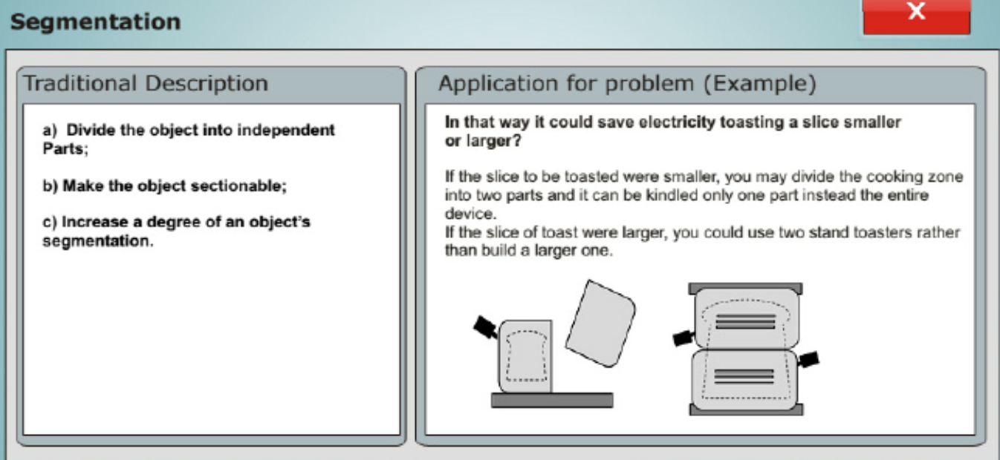 Segmentation
X
Traditional Description
a) Divide the object into independent
Parts;
b) Make the object sectionable;
c) Increase a degree of an object's
segmentation.
Application for problem (Example)
In that way it could save electricity toasting a slice smaller
or larger?
If the slice to be toasted were smaller, you may divide the cooking zone
into two parts and it can be kindled only one part instead the entire
device.
If the slice of toast were larger, you could use two stand toasters rather
than build a larger one.